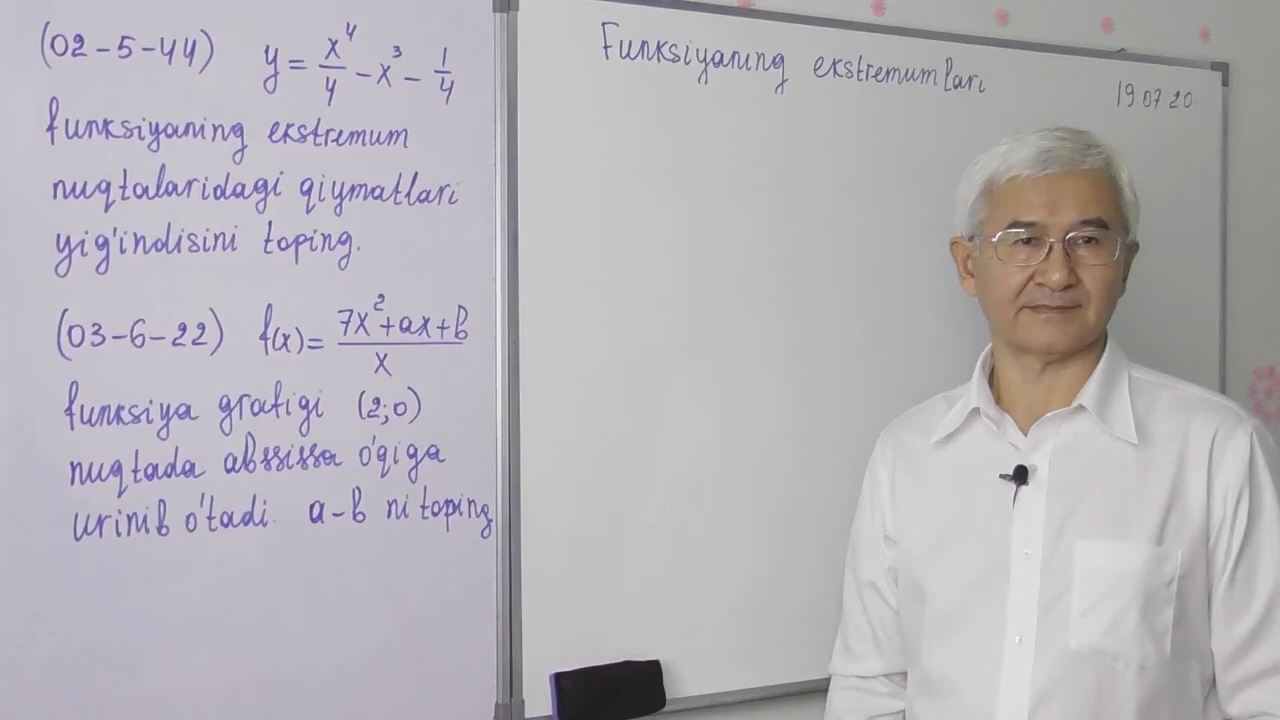 (02-5-44) y = x⁴/4 - x³ - 1/4
funksiyaning ekstremum
nuqtalaridagi qiymatlari
yig'indisini toping.
(03-6-22) f(x) = (7x²+ax+b)/x
funksiya grafigi (2;0)
nuqtada abssissa o'qiga
urinib o'tadi. a-b ni toping
Funksiyaning ekstremumlari
19.07.20